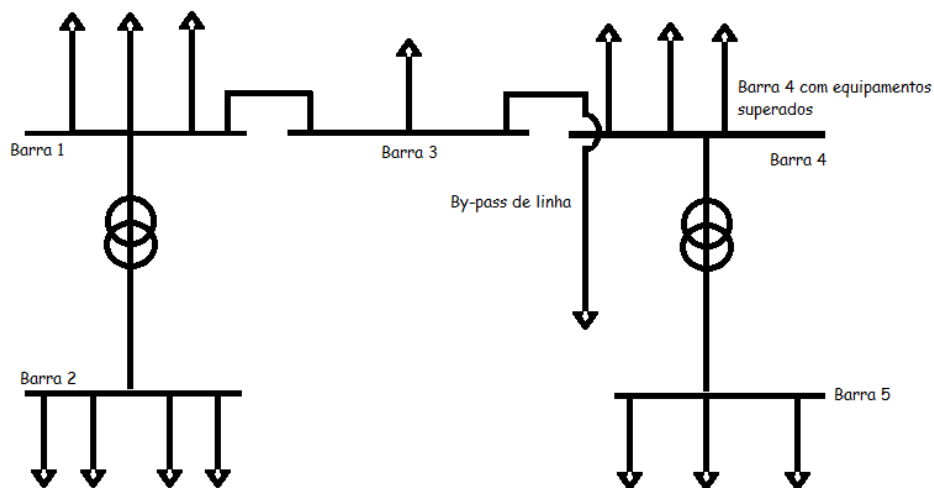 Barra 4 com equipamentos
superados
Barra 1
Barra 3
Barra 4
By-pass de linha
Barra 2
Barra 5